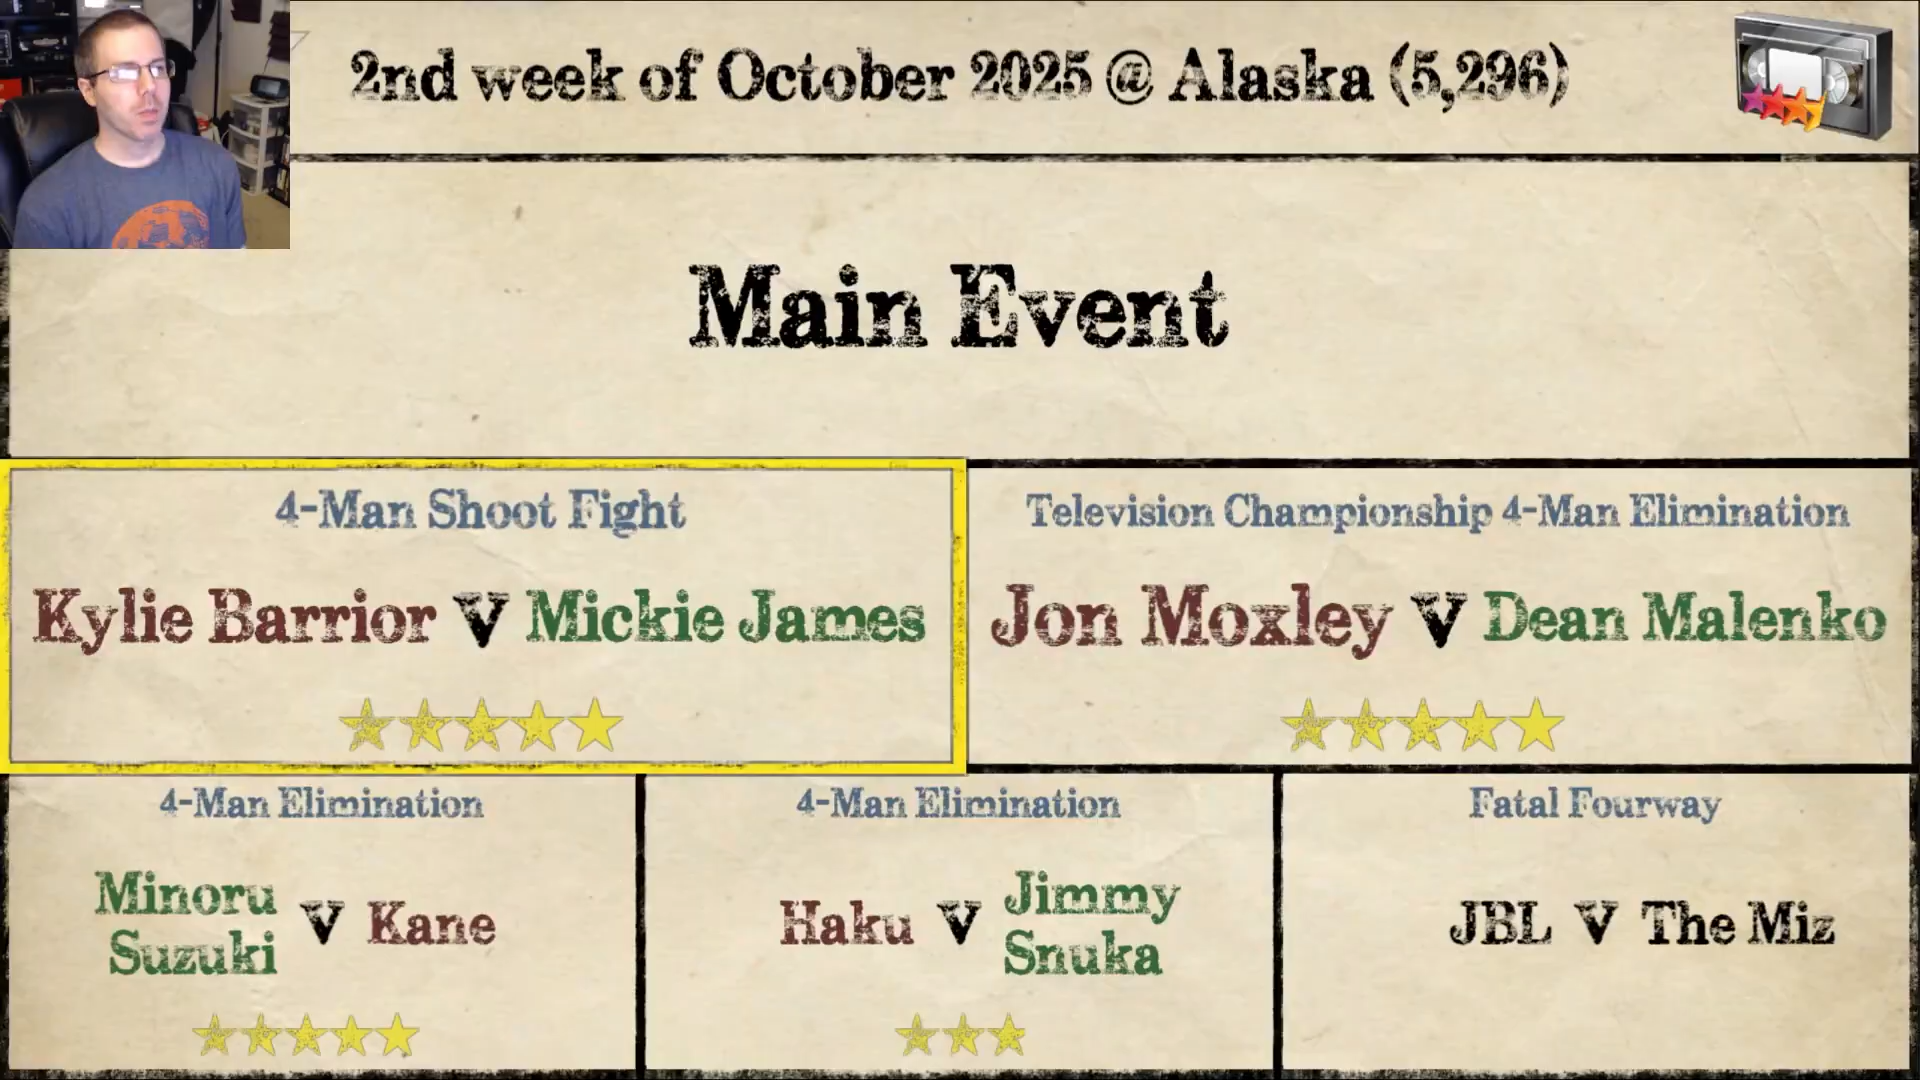 2nd week of October 2025 @ Alaska (5,296)
Main Event
4-Man Shoot Fight
Kylie Barrior V Mickie James
Television Championship 4-Man Elimination
Jon Moxley V Dean Malenko
4-Man Elimination
Minoru
Suzuki
V Kane
4-Man Elimination
Haku V
Jimmy
Snuka
Fatal Fourway
JBL V The Miz